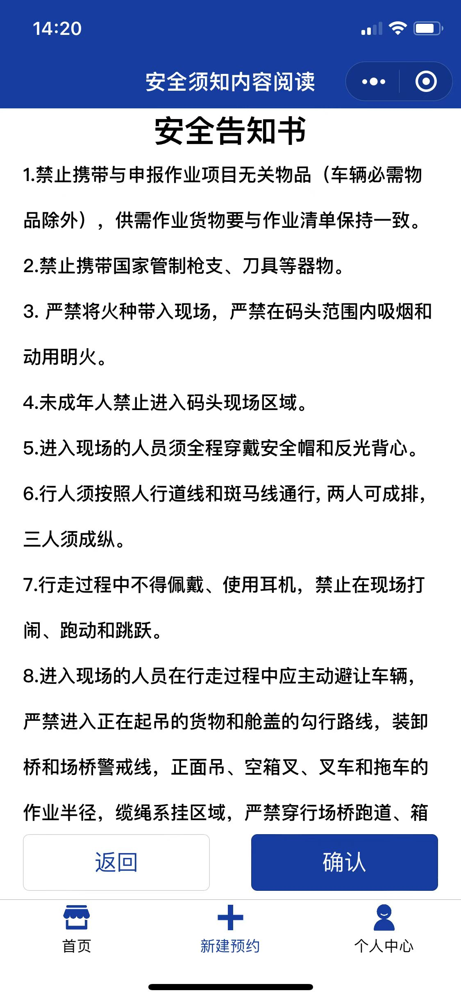 14:20
安全须知内容阅读
安全告知书
1.禁止携带与申报作业项目无关物品（车辆必需物
品除外），供需作业货物要与作业清单保持一致。
2.禁止携带国家管制枪支、刀具等器物。
3. 严禁将火种带入现场，严禁在码头范围内吸烟和
动用明火。
4.未成年人禁止进入码头现场区域。
5.进入现场的人员须全程穿戴安全帽和反光背心。
6.行人须按照人行道线和斑马线通行, 两人可成排，
三人须成纵。
7.行走过程中不得佩戴、使用耳机，禁止在现场打
闹、跑动和跳跃。
8.进入现场的人员在行走过程中应主动避让车辆，
严禁进入正在起吊的货物和舱盖的勾行路线，装卸
桥和场桥警戒线，正面吊、空箱叉、叉车和拖车的
作业半径，缆绳系挂区域，严禁穿行场桥跑道、箱
返回 确认
首页 新建预约 个人中心